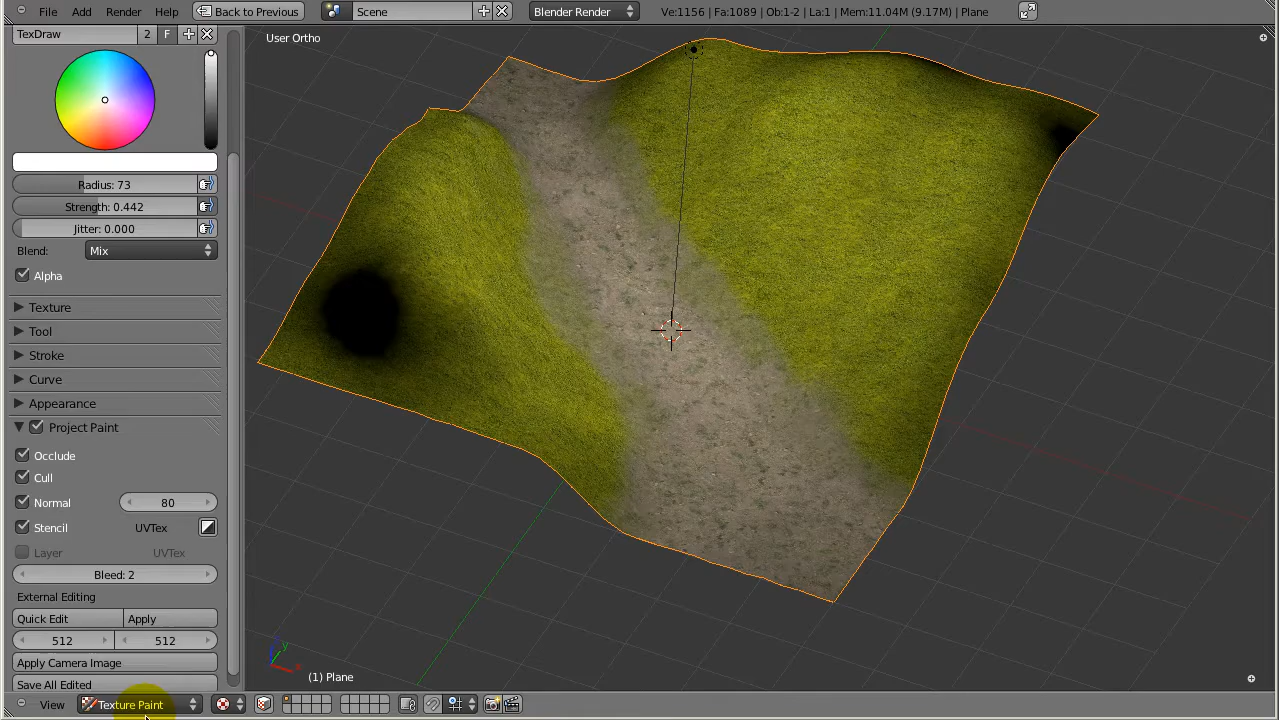 File Add Render Help Back to Previous Scene Blender Render Ve:1156 | Fa:1089 | Ob:1-2 | La:1 | Mem:11.04M (9.17M) | Plane
TexDraw 2 F
User Ortho
Radius: 73
Strength: 0.442
Jitter: 0.000
Blend: Mix
Alpha
Texture
Tool
Stroke
Curve
Appearance
Project Paint
Occlude
Cull
Normal 80
Stencil UVTex
Layer UVTex
Bleed: 2
External Editing
Quick Edit Apply
512 512
Apply Camera Image
Save All Edited
y
x
(1) Plane
View Texture Paint